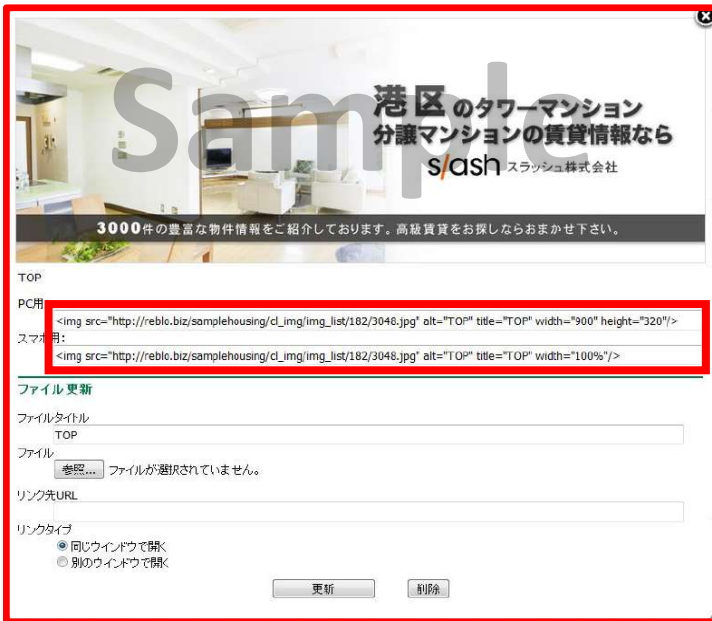 Sample
港区のタワーマンション
分譲マンションの賃貸情報なら
slash スラッシュ株式会社
3000件の豊富な物件情報をご紹介しております。高級賃貸をお探しならおまかせ下さい。
TOP
PC用
<img src="http://reblo.biz/samplehousing/cl_img/img_list/182/3048.jpg" alt="TOP" title="TOP" width="900" height="320"/>
スマホ用:
<img src="http://reblo.biz/samplehousing/cl_img/img_list/182/3048.jpg" alt="TOP" title="TOP" width="100%"/>
ファイル更新
ファイルタイトル
TOP
ファイル
参照... ファイルが選択されていません。
リンク先URL
リンクタイプ
同じウインドウで開く
別のウインドウで開く
更新 削除